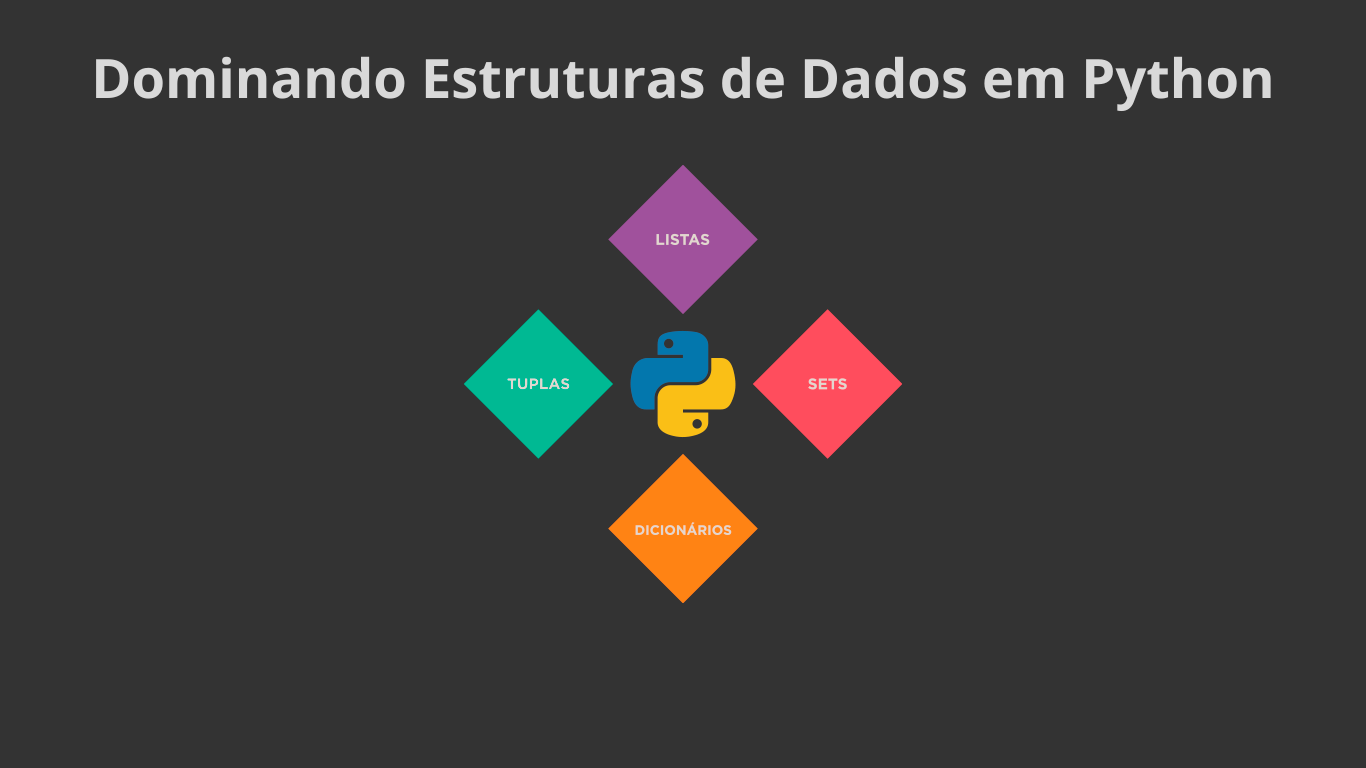 Dominando Estruturas de Dados em Python
LISTAS
TUPLAS
SETS
DICIONÁRIOS